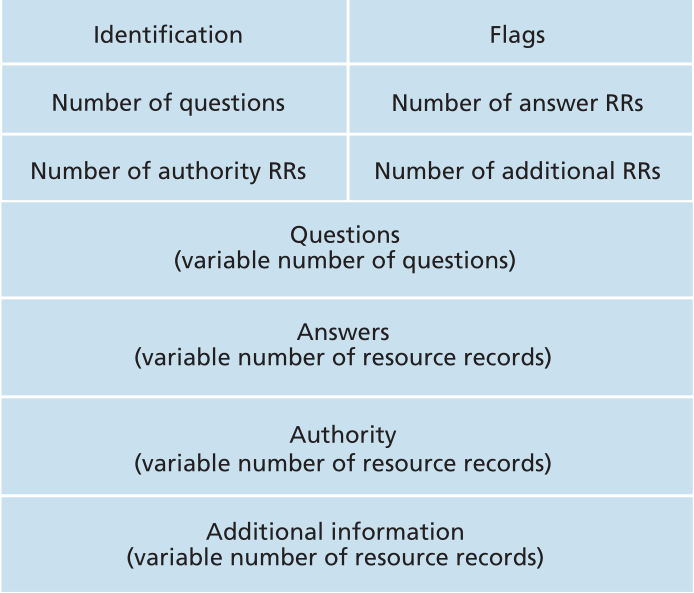 Identification
Flags
Number of questions
Number of answer RRs
Number of authority RRs
Number of additional RRs
Questions
(variable number of questions)
Answers
(variable number of resource records)
Authority
(variable number of resource records)
Additional information
(variable number of resource records)